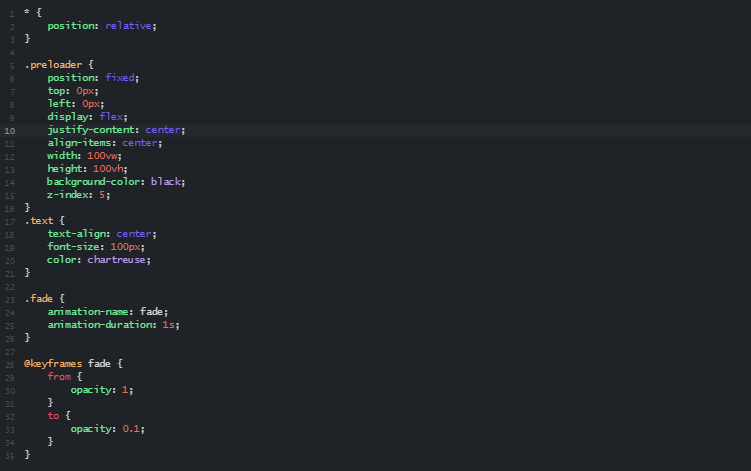 1 * {
2     position: relative;
3 }
4
5 .preloader {
6     position: fixed;
7     top: 0px;
8     left: 0px;
9     display: flex;
10     justify-content: center;
11     align-items: center;
12     width: 100vw;
13     height: 100vh;
14     background-color: black;
15     z-index: 5;
16 }
17 .text {
18     text-align: center;
19     font-size: 100px;
20     color: chartreuse;
21 }
22
23 .fade {
24     animation-name: fade;
25     animation-duration: 1s;
26 }
27
28 @keyframes fade {
29     from {
30         opacity: 1;
31     }
32     to {
33         opacity: 0.1;
34     }
35 }